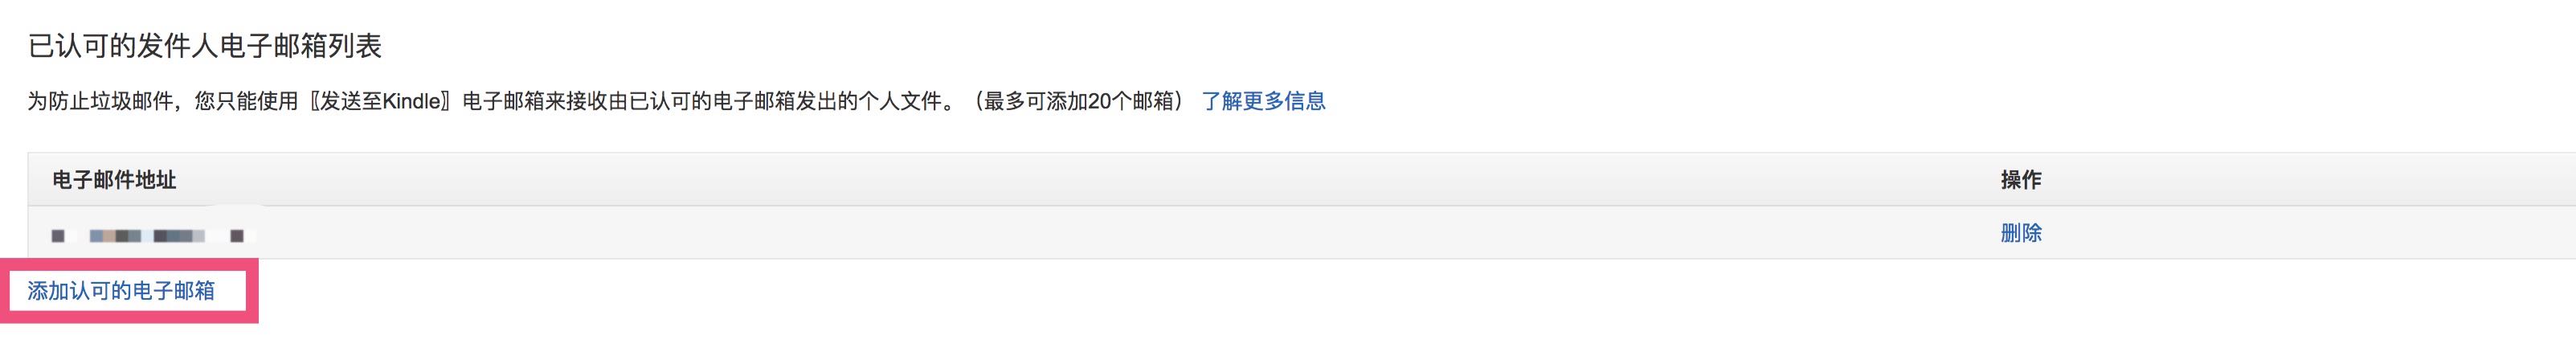 已认可的发件人电子邮箱列表
为防止垃圾邮件，您只能使用〖发送至Kindle〗电子邮箱来接收由已认可的电子邮箱发出的个人文件。（最多可添加20个邮箱） 了解更多信息
电子邮件地址 操作
删除
添加认可的电子邮箱